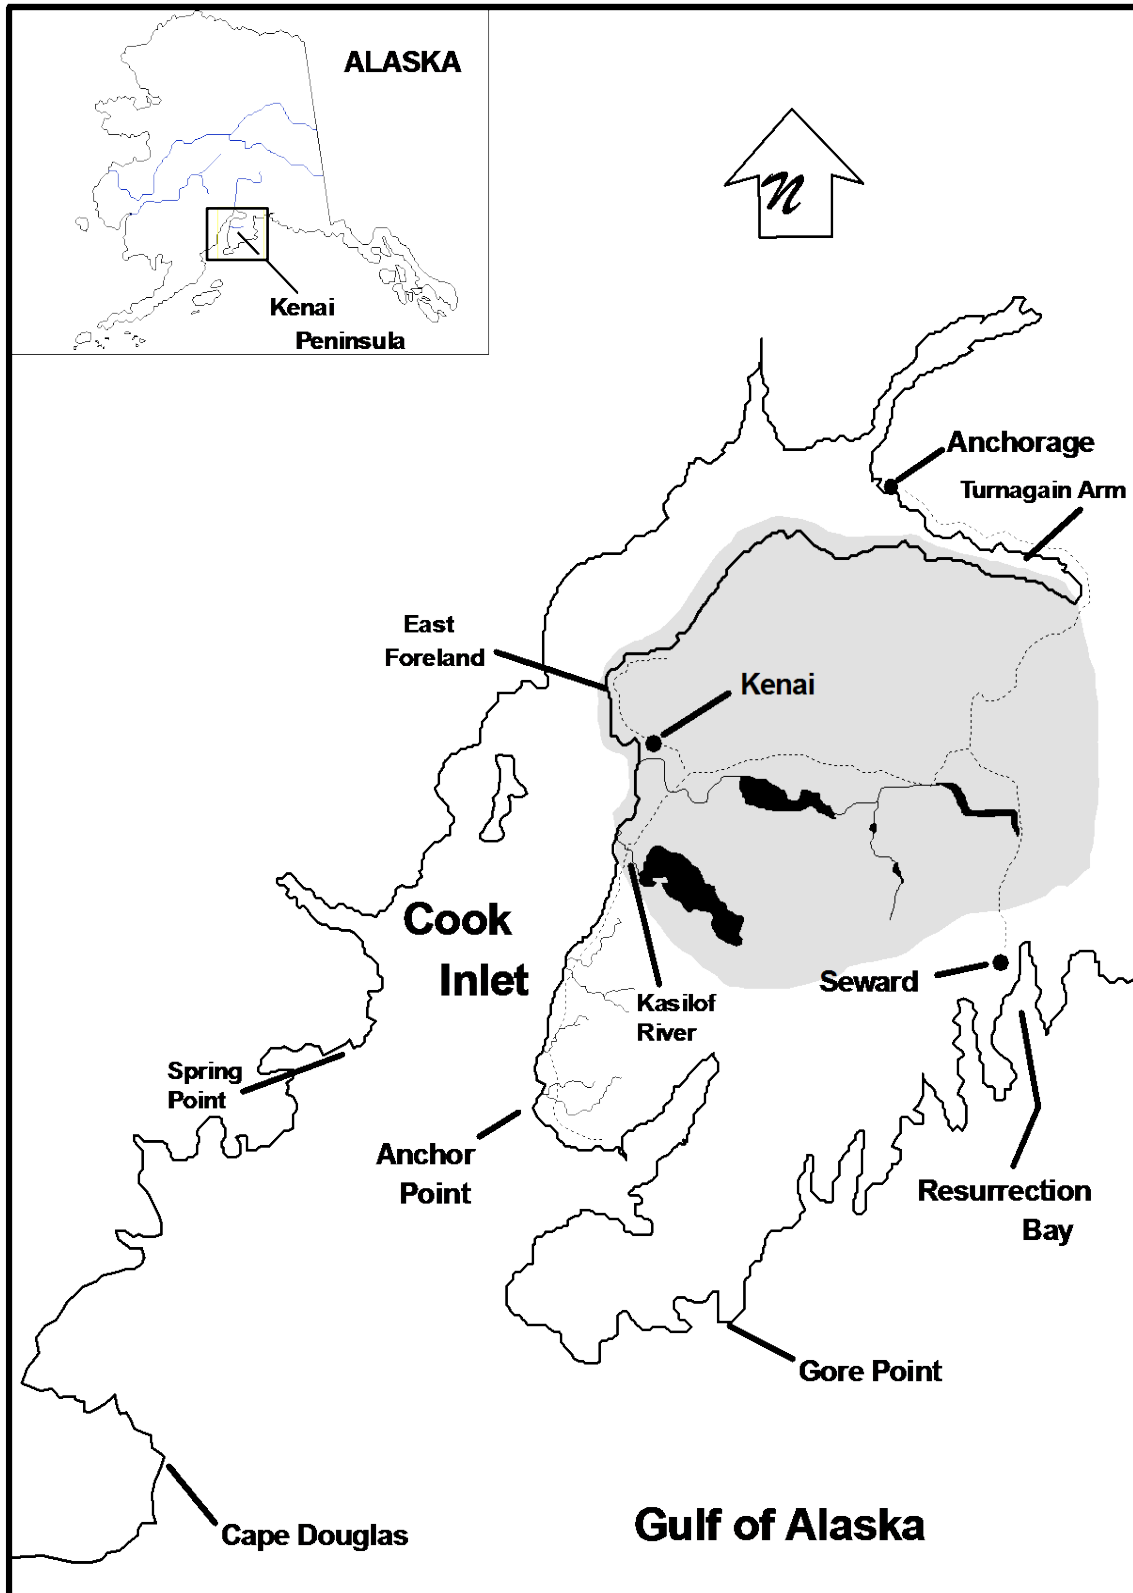 ALASKA
Kenai
Peninsula
n
Anchorage
Turnagain Arm
East
Foreland
Kenai
Cook
Inlet
Seward
Kasilof
River
Spring
Point
Anchor
Point
Resurrection
Bay
Gore Point
Cape Douglas
Gulf of Alaska